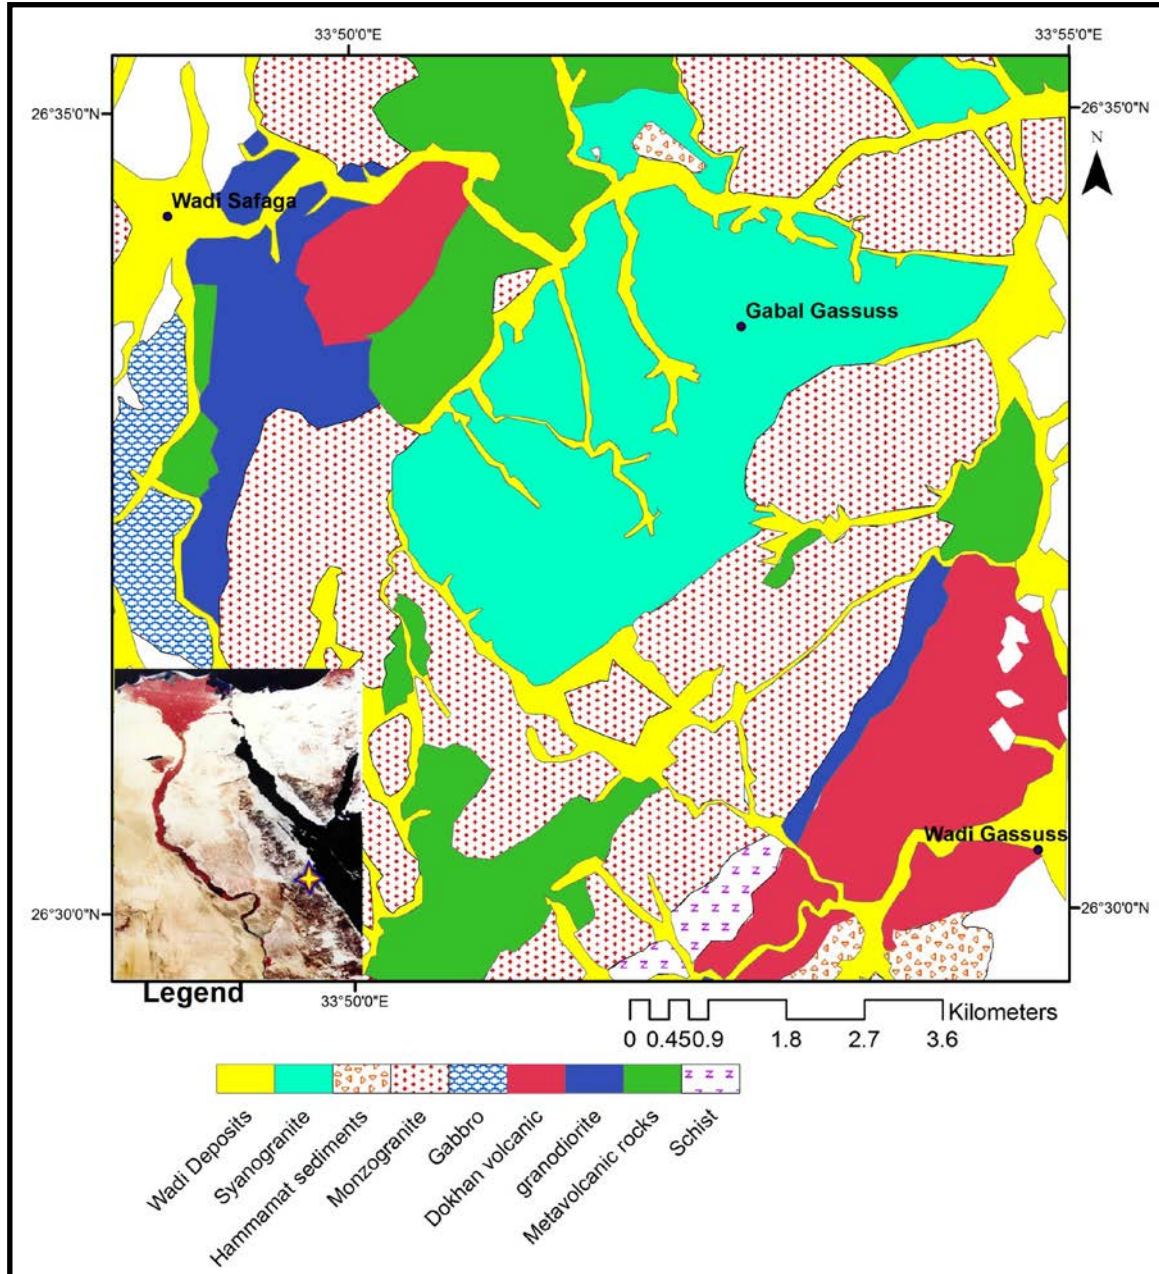 33°50'0"E
33°55'0"E
26°35'0"N
26°35'0"N
N
Wadi Safaga
Gabal Gassuss
Wadi Gassuss
26°30'0"N
26°30'0"N
Legend
33°50'0"E
Kilometers
0 0.450.9 1.8 2.7 3.6
Wadi Deposits
Syanogranite
Hammamat sediments
Monzogranite
Gabbro
Dokhan volcanic
granodiorite
Metavolcanic rocks
Schist